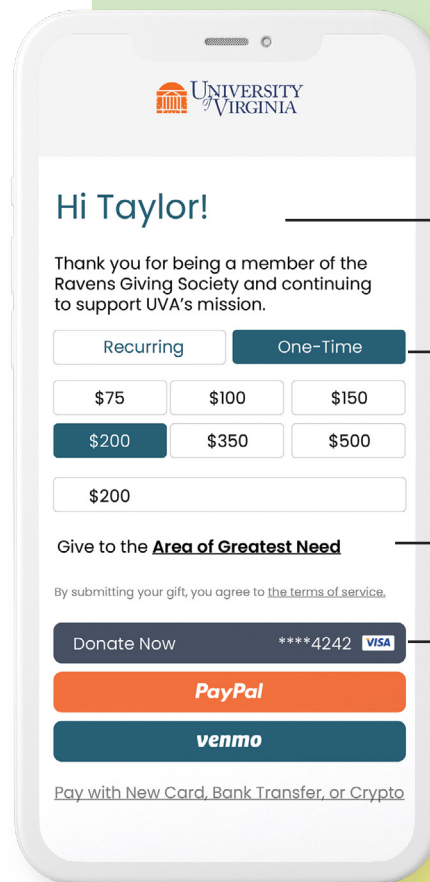 UNIVERSITY
of VIRGINIA
Hi Taylor!
Thank you for being a member of the
Ravens Giving Society and continuing
to support UVA's mission.
Recurring One-Time
$75 $100 $150
$200 $350 $500
$200
Give to the Area of Greatest Need
By submitting your gift, you agree to the terms of service.
Donate Now ****4242 VISA
PayPal
venmo
Pay with New Card, Bank Transfer, or Crypto